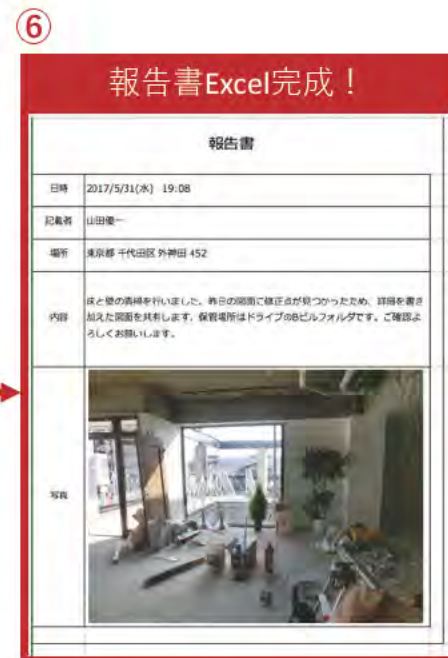 ⑥
報告書Excel完成！
報告書
日時 2017/5/31(水) 19:08
記載者 山田優一
場所 東京都 千代田区 外神田 452
内容
床と壁の清掃を行いました。昨日の図面に修正点が見つかったため、詳細を書き
加えた図面を共有します。保管場所はドライブのBビルフォルダです。ご確認よ
ろしくお願いします。
写真